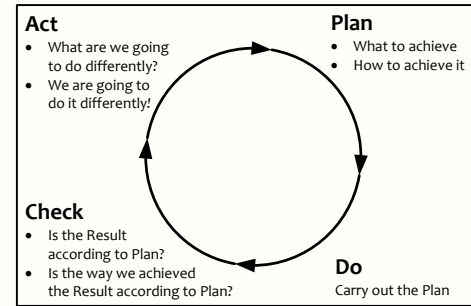 Act
• What are we going
to do differently?
• We are going to
do it differently!
Plan
• What to achieve
• How to achieve it
Check
• Is the Result
according to Plan?
• Is the way we achieved
the Result according to Plan?
Do
Carry out the Plan